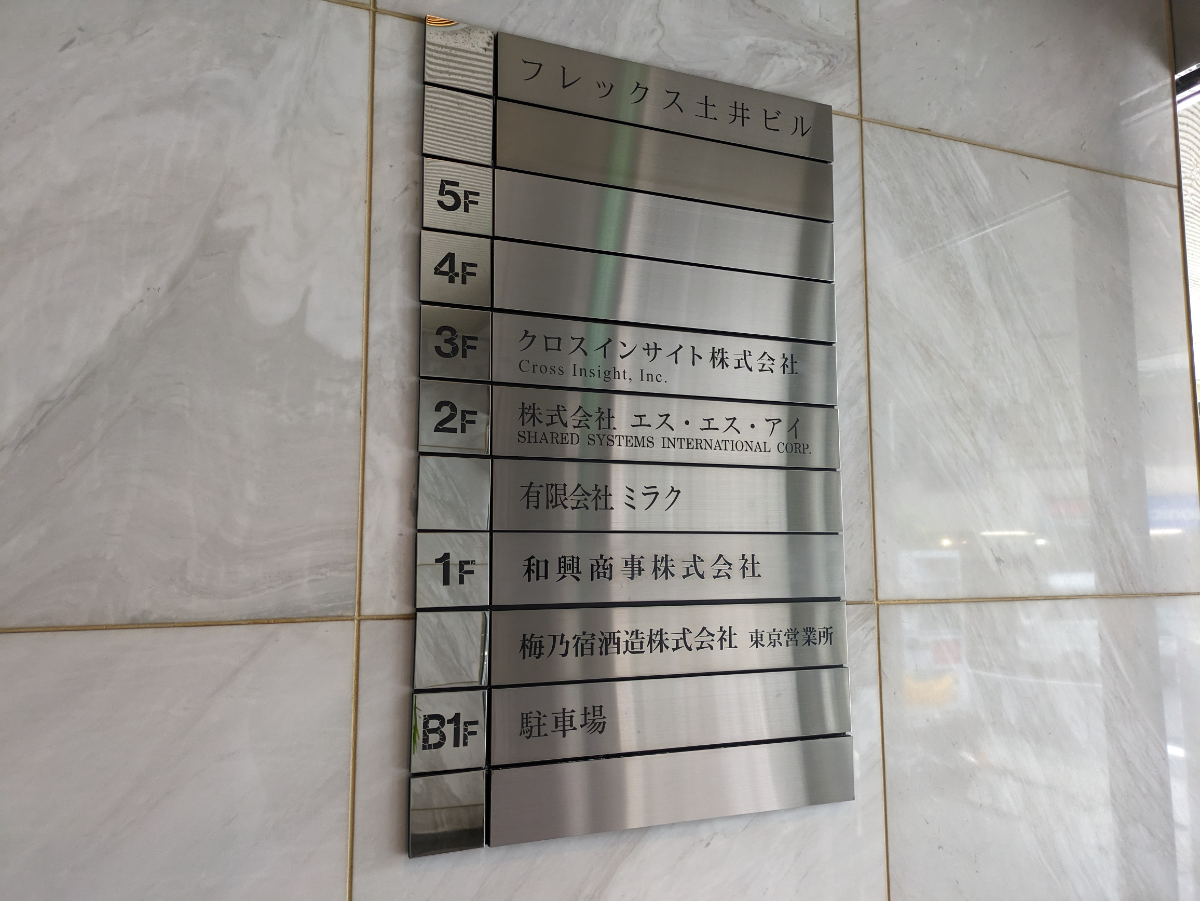 フレックス土井ビル
5F
4F
3F クロスインサイト株式会社
Cross Insight, Inc.
2F 株式会社 エス・エス・アイ
SHARED SYSTEMS INTERNATIONAL CORP.
有限会社 ミラク
1F 和興商事株式会社
梅乃宿酒造株式会社 東京営業所
B1F 駐車場